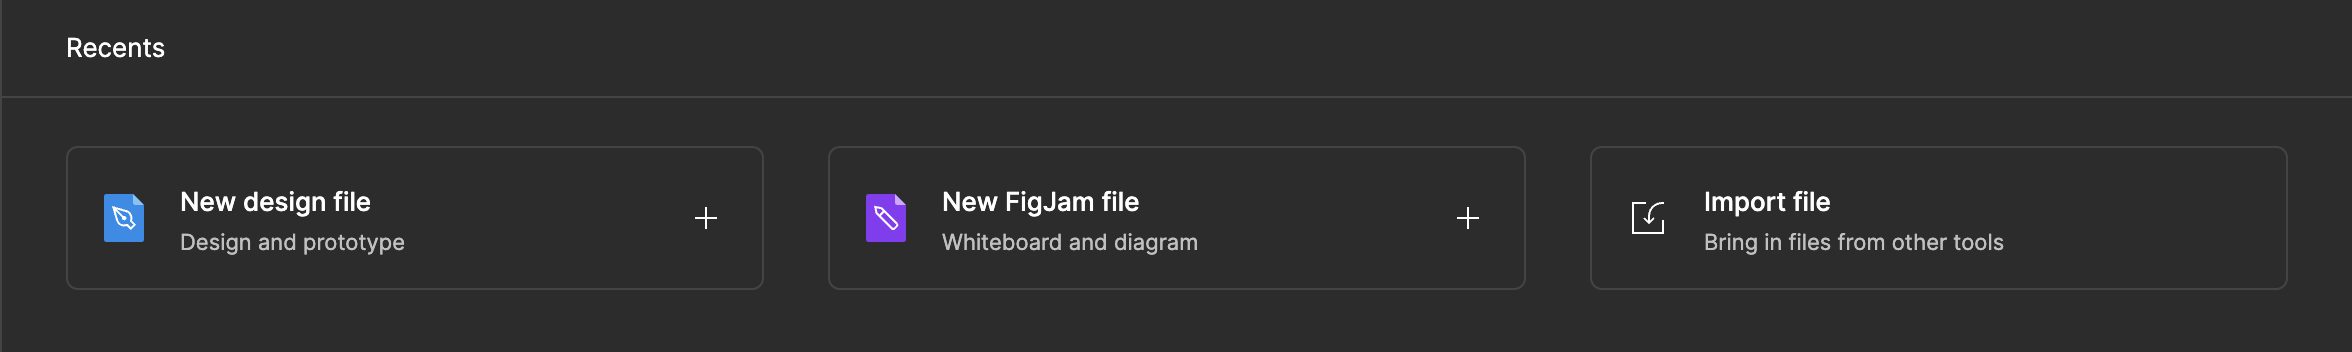 Recents
New design file
Design and prototype
New FigJam file
Whiteboard and diagram
Import file
Bring in files from other tools